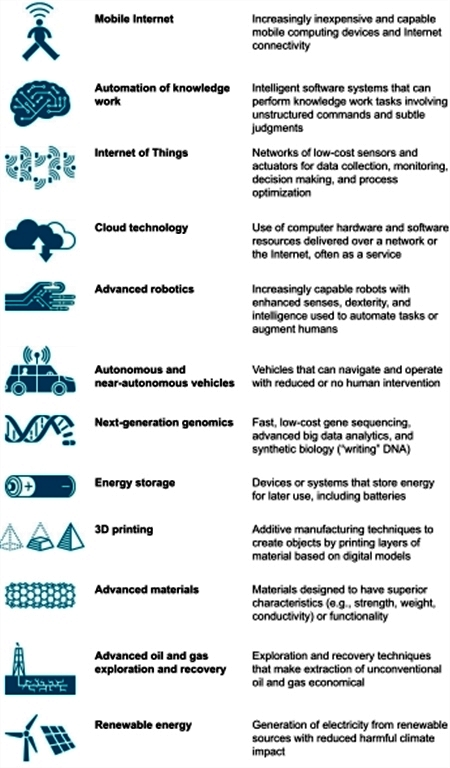 Mobile Internet
Increasingly inexpensive and capable
mobile computing devices and Internet
connectivity
Automation of knowledge
work
Intelligent software systems that can
perform knowledge work tasks involving
unstructured commands and subtle
judgments
Internet of Things
Networks of low-cost sensors and
actuators for data collection, monitoring,
decision making, and process
optimization
Cloud technology
Use of computer hardware and software
resources delivered over a network or
the Internet, often as a service
Advanced robotics
Increasingly capable robots with
enhanced senses, dexterity, and
intelligence used to automate tasks or
augment humans
Autonomous and
near-autonomous vehicles
Vehicles that can navigate and operate
with reduced or no human intervention
Next-generation genomics
Fast, low-cost gene sequencing,
advanced big data analytics, and
synthetic biology (“writing” DNA)
Energy storage
Devices or systems that store energy
for later use, including batteries
3D printing
Additive manufacturing techniques to
create objects by printing layers of
material based on digital models
Advanced materials
Materials designed to have superior
characteristics (e.g., strength, weight,
conductivity) or functionality
Advanced oil and gas
exploration and recovery
Exploration and recovery techniques
that make extraction of unconventional
oil and gas economical
Renewable energy
Generation of electricity from renewable
sources with reduced harmful climate
impact